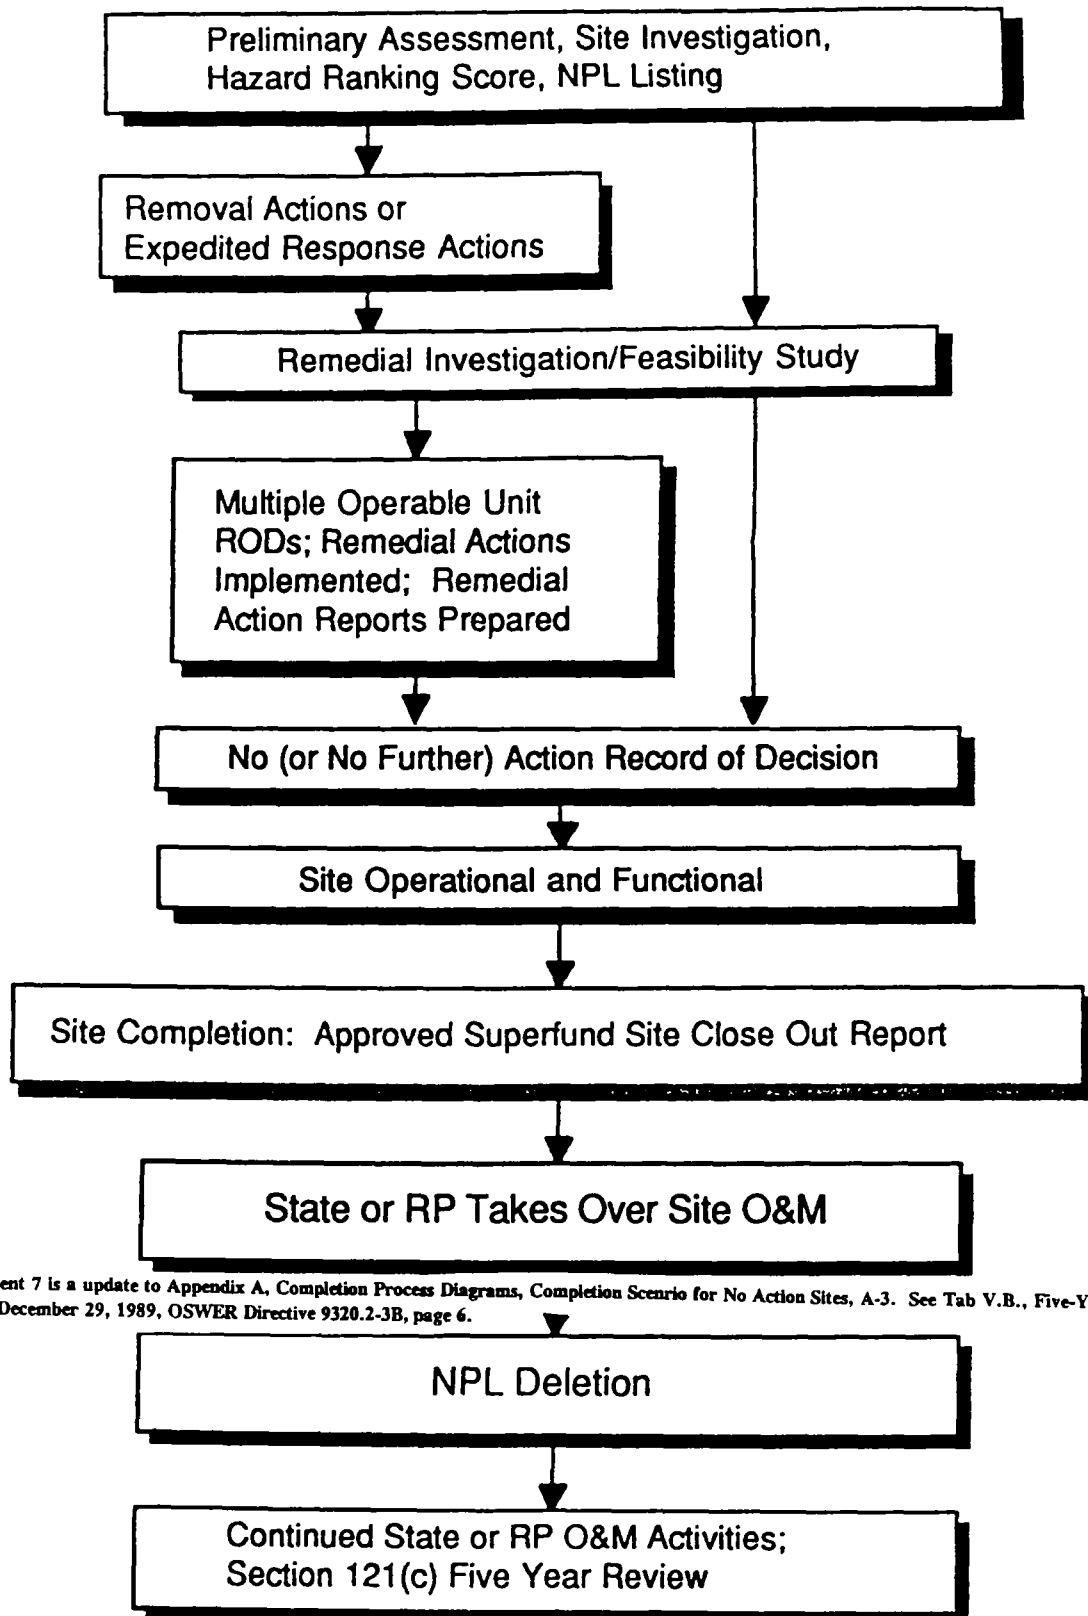 Preliminary Assessment, Site Investigation,
Hazard Ranking Score, NPL Listing
Removal Actions or
Expedited Response Actions
Remedial Investigation/Feasibility Study
Multiple Operable Unit
RODs; Remedial Actions
Implemented; Remedial
Action Reports Prepared
No (or No Further) Action Record of Decision
Site Operational and Functional
Site Completion: Approved Superfund Site Close Out Report
State or RP Takes Over Site O&M
ent 7 is a update to Appendix A, Completion Process Diagrams, Completion Scenrio for No Action Sites, A-3. See Tab V.B., Five-Y
December 29, 1989, OSWER Directive 9320.2-3B, page 6.
NPL Deletion
Continued State or RP O&M Activities;
Section 121(c) Five Year Review